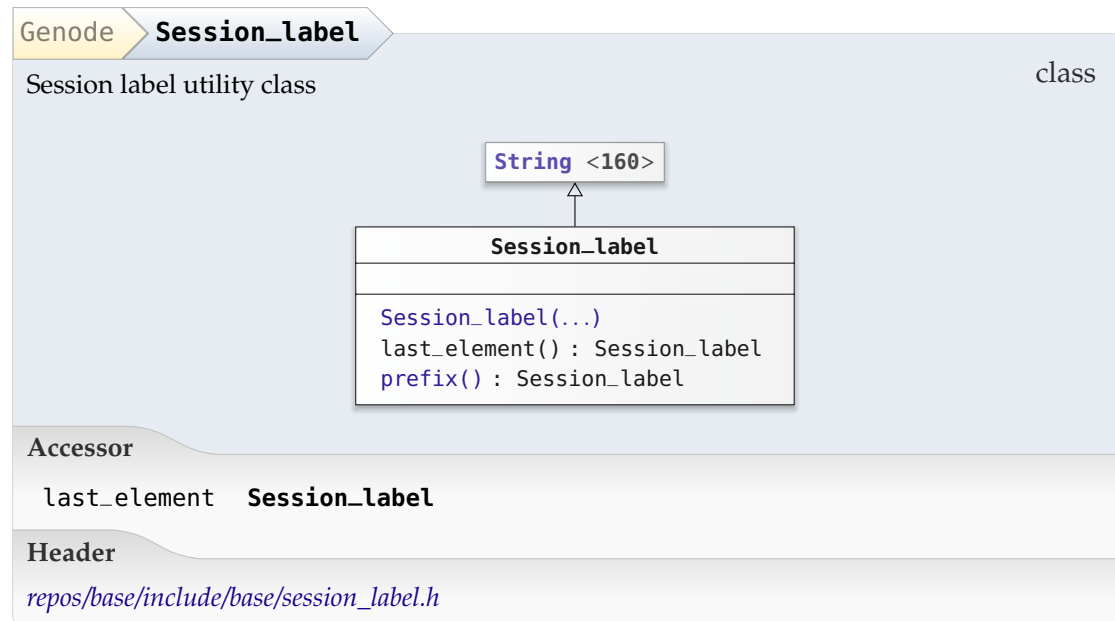 Genode Session_label
class
Session label utility class
String <160>
Session_label
Session_label(...)
last_element() : Session_label
prefix() : Session_label
Accessor
last_element Session_label
Header
repos/base/include/base/session_label.h